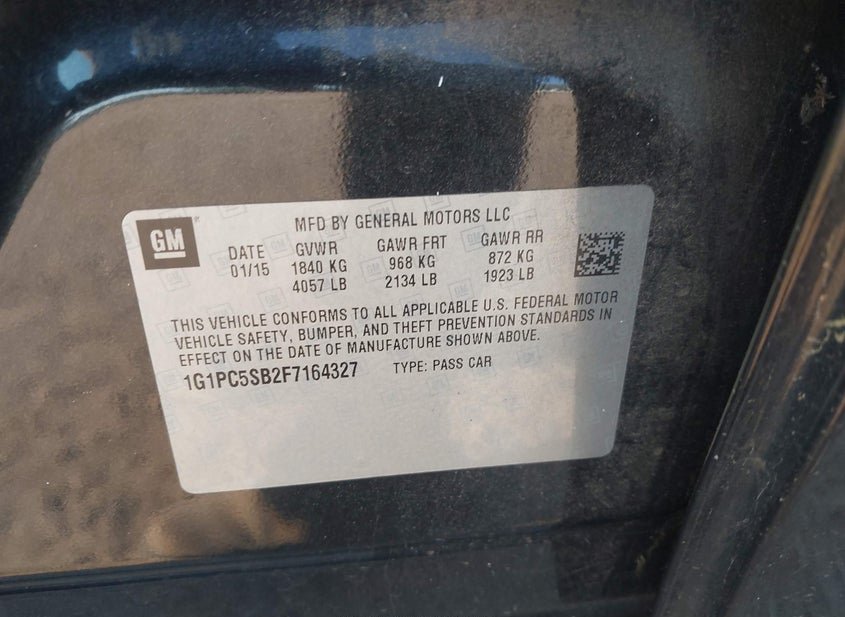 GM
MFD BY GENERAL MOTORS LLC
DATE GVWR GAWR FRT GAWR RR
01/15 1840 KG 968 KG 872 KG
4057 LB 2134 LB 1923 LB
THIS VEHICLE CONFORMS TO ALL APPLICABLE U.S. FEDERAL MOTOR
VEHICLE SAFETY, BUMPER, AND THEFT PREVENTION STANDARDS IN
EFFECT ON THE DATE OF MANUFACTURE SHOWN ABOVE.
1G1PC5SB2F7164327 TYPE: PASS CAR